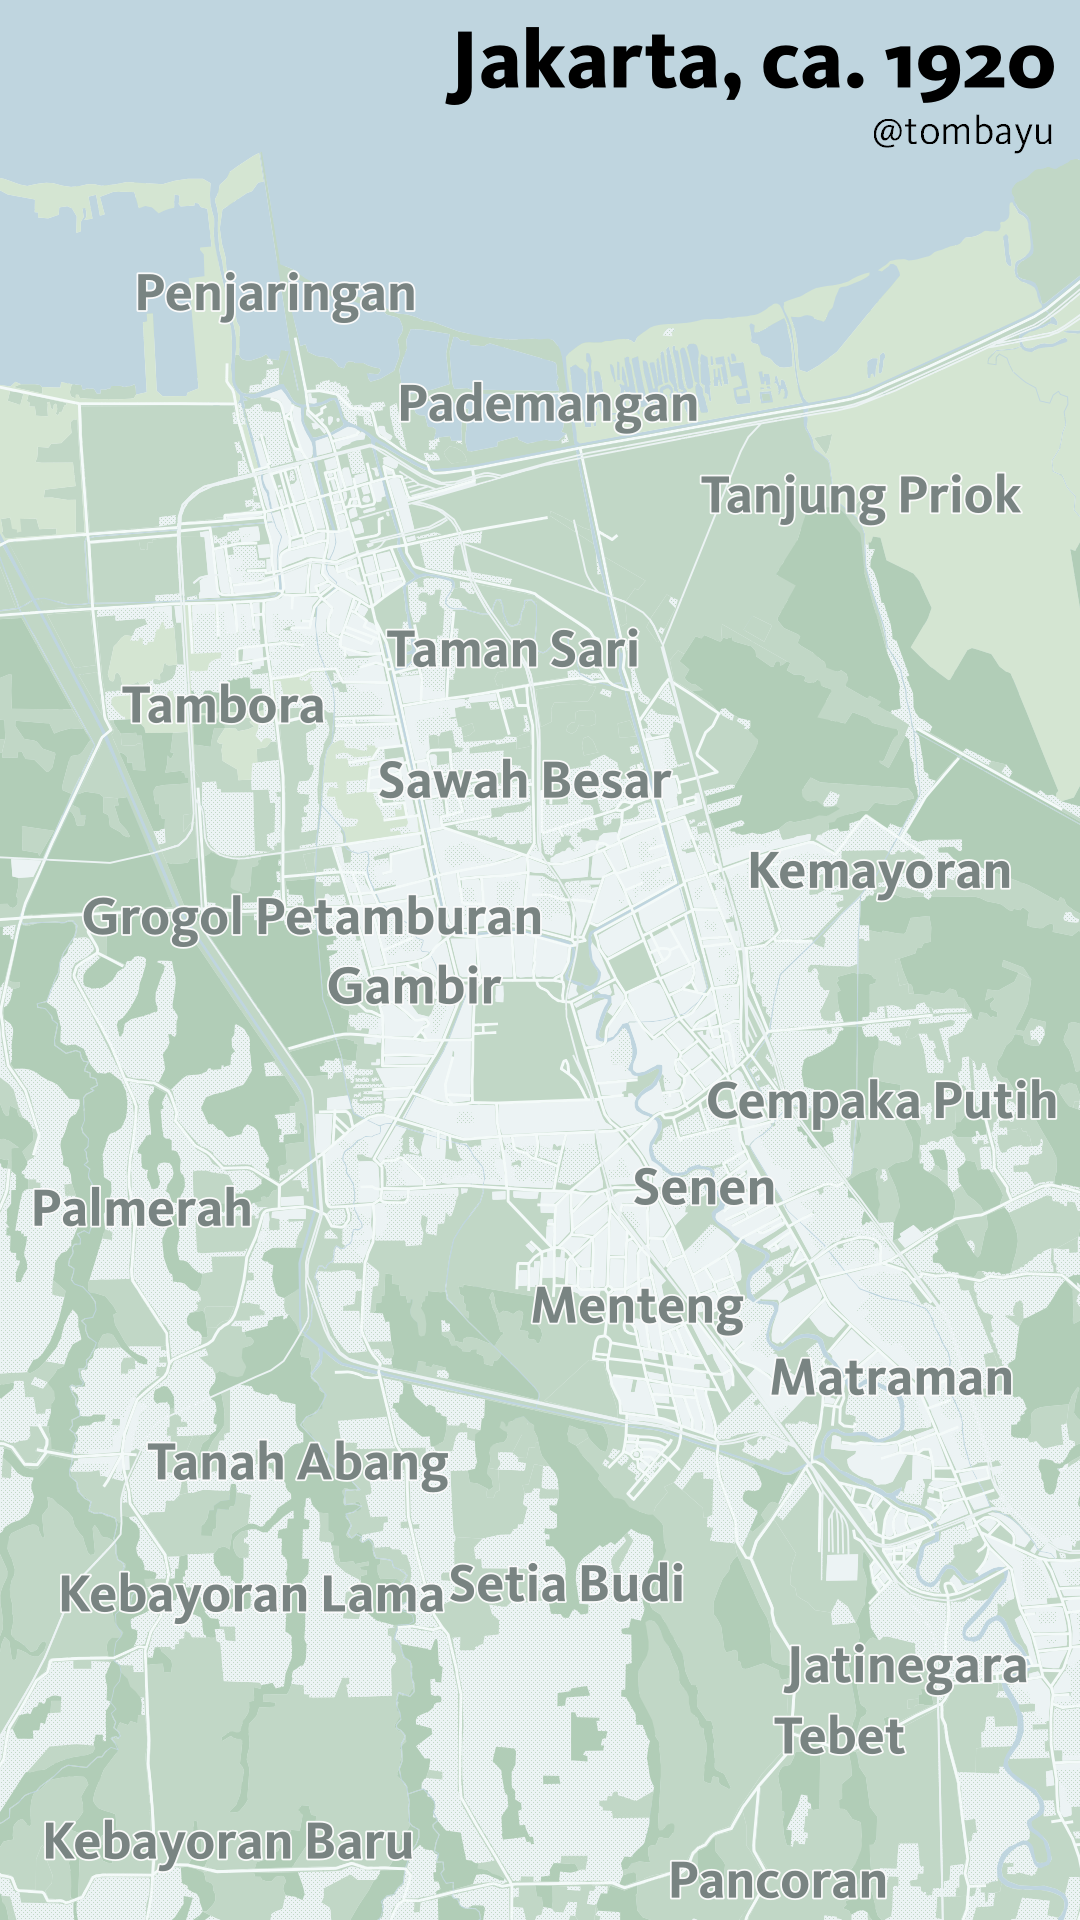 Jakarta, ca. 1920
@tombayu
Penjaringan
Pademangan
Tanjung Priok
Taman Sari
Tambora
Sawah Besar
Kemayoran
Grogol Petamburan
Gambir
Cempaka Putih
Senen
Palmerah
Menteng
Matraman
Tanah Abang
Setia Budi
Kebayoran Lama
Jatinegara
Tebet
Kebayoran Baru
Pancoran